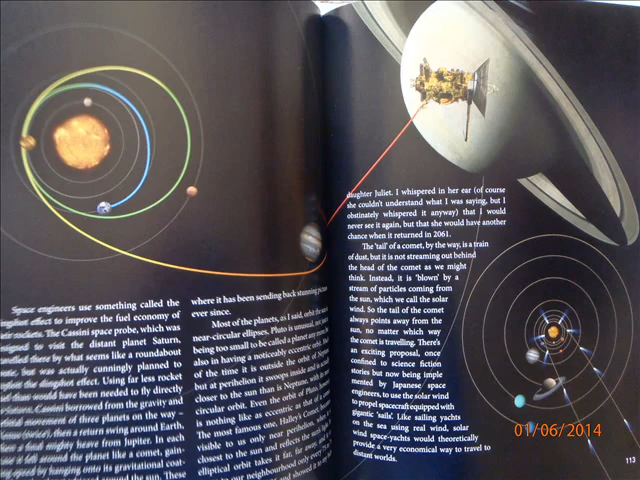 Space engineers use something called the
slingshot effect to improve the fuel economy of
The Cassini space probe, which was
designed to visit the distant planet Saturn,
travelled there by what seems like a roundabout
but was actually cunningly planned to
exploit the slingshot effect. Using far less rocket
fuel than would have been needed to fly directly
Cassini borrowed from the gravity and
orbital movement of three planets on the way –
Venus (twice), then a return swing around Earth,
a final mighty heave from Jupiter. In each
case it fell around the planet like a comet, gain-
speed by hanging onto its gravitational coat-
around the sun. These
where it has been sending back stunning pictures
ever since.
Most of the planets, as I said, orbit the sun in
near-circular ellipses. Pluto is unusual, not only
being too small to be called a planet
also in having a noticeably eccentric orbit.
of the time it is outside the orbit of Neptune,
but at perihelion it swoops inside and is
closer to the sun than is Neptune, with its
circular orbit. Even the orbit of Pluto, however,
is nothing like as eccentric as that of a comet.
The most famous one, Halley's Comet,
visible to us only near perihelion, when
closest to the sun and reflects the sun's light.
elliptical orbit takes it far, far
to our neighbourhood only every
and showed it to my
daughter Juliet. I whispered in her ear (of course
she couldn't understand what I was saying, but I
obstinately whispered it anyway) that I would
never see it again, but that she would have another
chance when it returned in 2061.
The 'tail' of a comet, by the way, is a train
of dust, but it is not streaming out behind
the head of the comet as we might
think. Instead, it is 'blown' by a
stream of particles coming from
the sun, which we call the solar
wind. So the tail of the comet
always points away from the
sun, no matter which way
the comet is travelling. There's
an exciting proposal, once
confined to science fiction
stories but now being imple
mented by Japanese space
engineers, to use the solar wind
to propel spacecraft equipped with
gigantic 'sails'. Like sailing yachts
on the sea using real wind, solar
wind space-yachts would theoretically
provide a very economical way to travel to
distant worlds.
113
01/06/2014